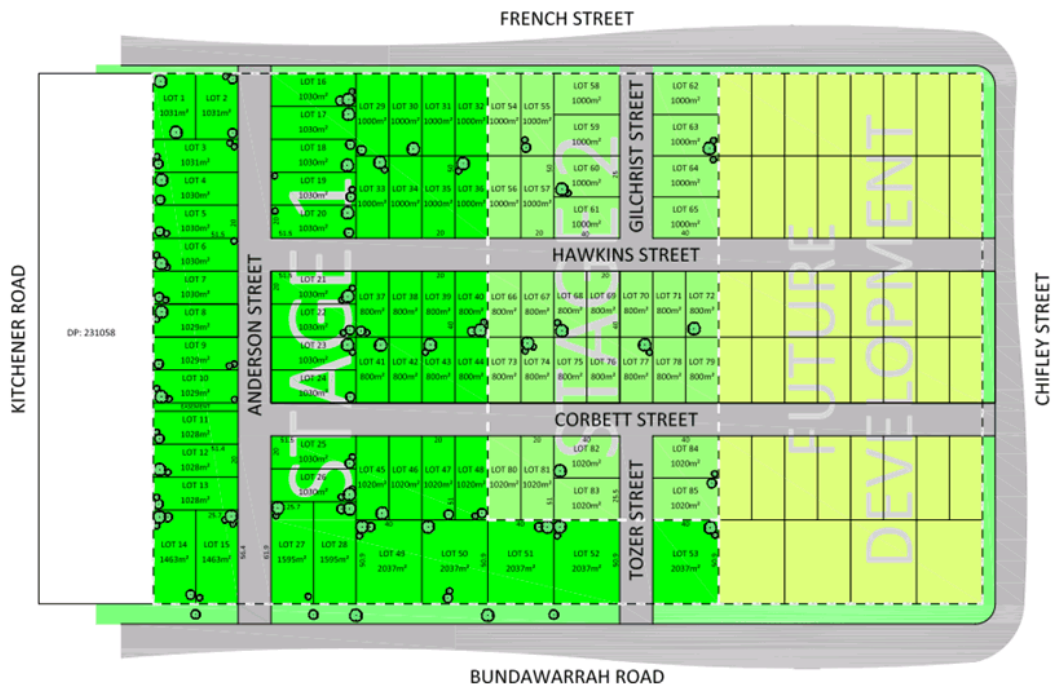 FRENCH STREET
KITCHENER ROAD
DP: 231058
ANDERSON STREET
GILCHRIST STREET
HAWKINS STREET
CORBETT STREET
TOZER STREET
CHIFLEY STREET
BUNDAWARRAH ROAD
STAGE 1
STAGE 2
FUTURE
DEVELOPMENT
LOT 1
1031m²
LOT 2
1031m²
LOT 3
1031m²
LOT 4
1030m²
LOT 5
1030m²
LOT 6
1030m²
LOT 7
1030m²
LOT 8
1029m²
LOT 9
1029m²
LOT 10
1030m²
EASEMENT
LOT 11
1028m²
LOT 12
1028m²
LOT 13
1028m²
LOT 14
1463m²
LOT 15
1463m²
LOT 16
1030m²
LOT 17
1030m²
LOT 18
1030m²
LOT 19
1030m²
LOT 20
1030m²
LOT 21
1030m²
LOT 22
1030m²
LOT 23
1030m²
LOT 24
1030m²
LOT 25
1030m²
LOT 26
1030m²
LOT 27
1595m²
LOT 28
1595m²
LOT 29
1000m²
LOT 30
1000m²
LOT 31
1000m²
LOT 32
1000m²
LOT 33
1000m²
LOT 34
1000m²
LOT 35
1000m²
LOT 36
1000m²
LOT 37
800m²
LOT 38
800m²
LOT 39
800m²
LOT 40
800m²
LOT 41
800m²
LOT 42
800m²
LOT 43
800m²
LOT 44
800m²
LOT 45
1020m²
LOT 46
1020m²
LOT 47
1020m²
LOT 48
1020m²
LOT 49
2037m²
LOT 50
2037m²
LOT 51
2037m²
LOT 52
2037m²
LOT 53
2037m²
LOT 54
1000m²
LOT 55
1000m²
LOT 56
1000m²
LOT 57
1000m²
LOT 58
1000m²
LOT 59
1000m²
LOT 60
1000m²
LOT 61
1000m²
LOT 62
1000m²
LOT 63
1000m²
LOT 64
1000m²
LOT 65
1000m²
LOT 66
800m²
LOT 67
800m²
LOT 68
800m²
LOT 69
800m²
LOT 70
800m²
LOT 71
800m²
LOT 72
800m²
LOT 73
800m²
LOT 74
800m²
LOT 75
800m²
LOT 76
800m²
LOT 77
800m²
LOT 78
800m²
LOT 79
800m²
LOT 80
1020m²
LOT 81
1020m²
LOT 82
1020m²
LOT 83
1020m²
LOT 84
1020m²
LOT 85
1020m²